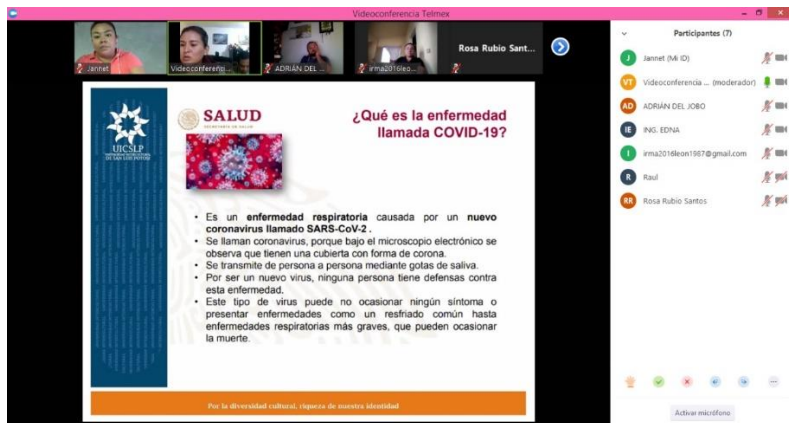 Videoconferencia Telmex
Jannet
Videoconferenci...
ADRIÁN DEL ...
irma2016leo...
Rosa Rubio Sant...
UICSLP
SALUD
SECRETARÍA DE SALUD
¿Qué es la enfermedad
llamada COVID-19?
• Es un enfermedad respiratoria causada por un nuevo
coronavirus llamado SARS-CoV-2 .
• Se llaman coronavirus, porque bajo el microscopio electrónico se
observa que tienen una cubierta con forma de corona.
• Se transmite de persona a persona mediante gotas de saliva.
• Por ser un nuevo virus, ninguna persona tiene defensas contra
esta enfermedad.
• Este tipo de virus puede no ocasionar ningún síntoma o
presentar enfermedades como un resfriado común hasta
enfermedades respiratorias más graves, que pueden ocasionar
la muerte.
Por la diversidad cultural, riqueza de nuestra identidad
Participantes (7)
J Jannet (Mi ID)
VT Videoconferencia ... (moderador)
AD ADRIÁN DEL JOBO
IE ING. EDNA
I irma2016leon1987@gmail.com
R Raul
RR Rosa Rubio Santos
Activar micrófono